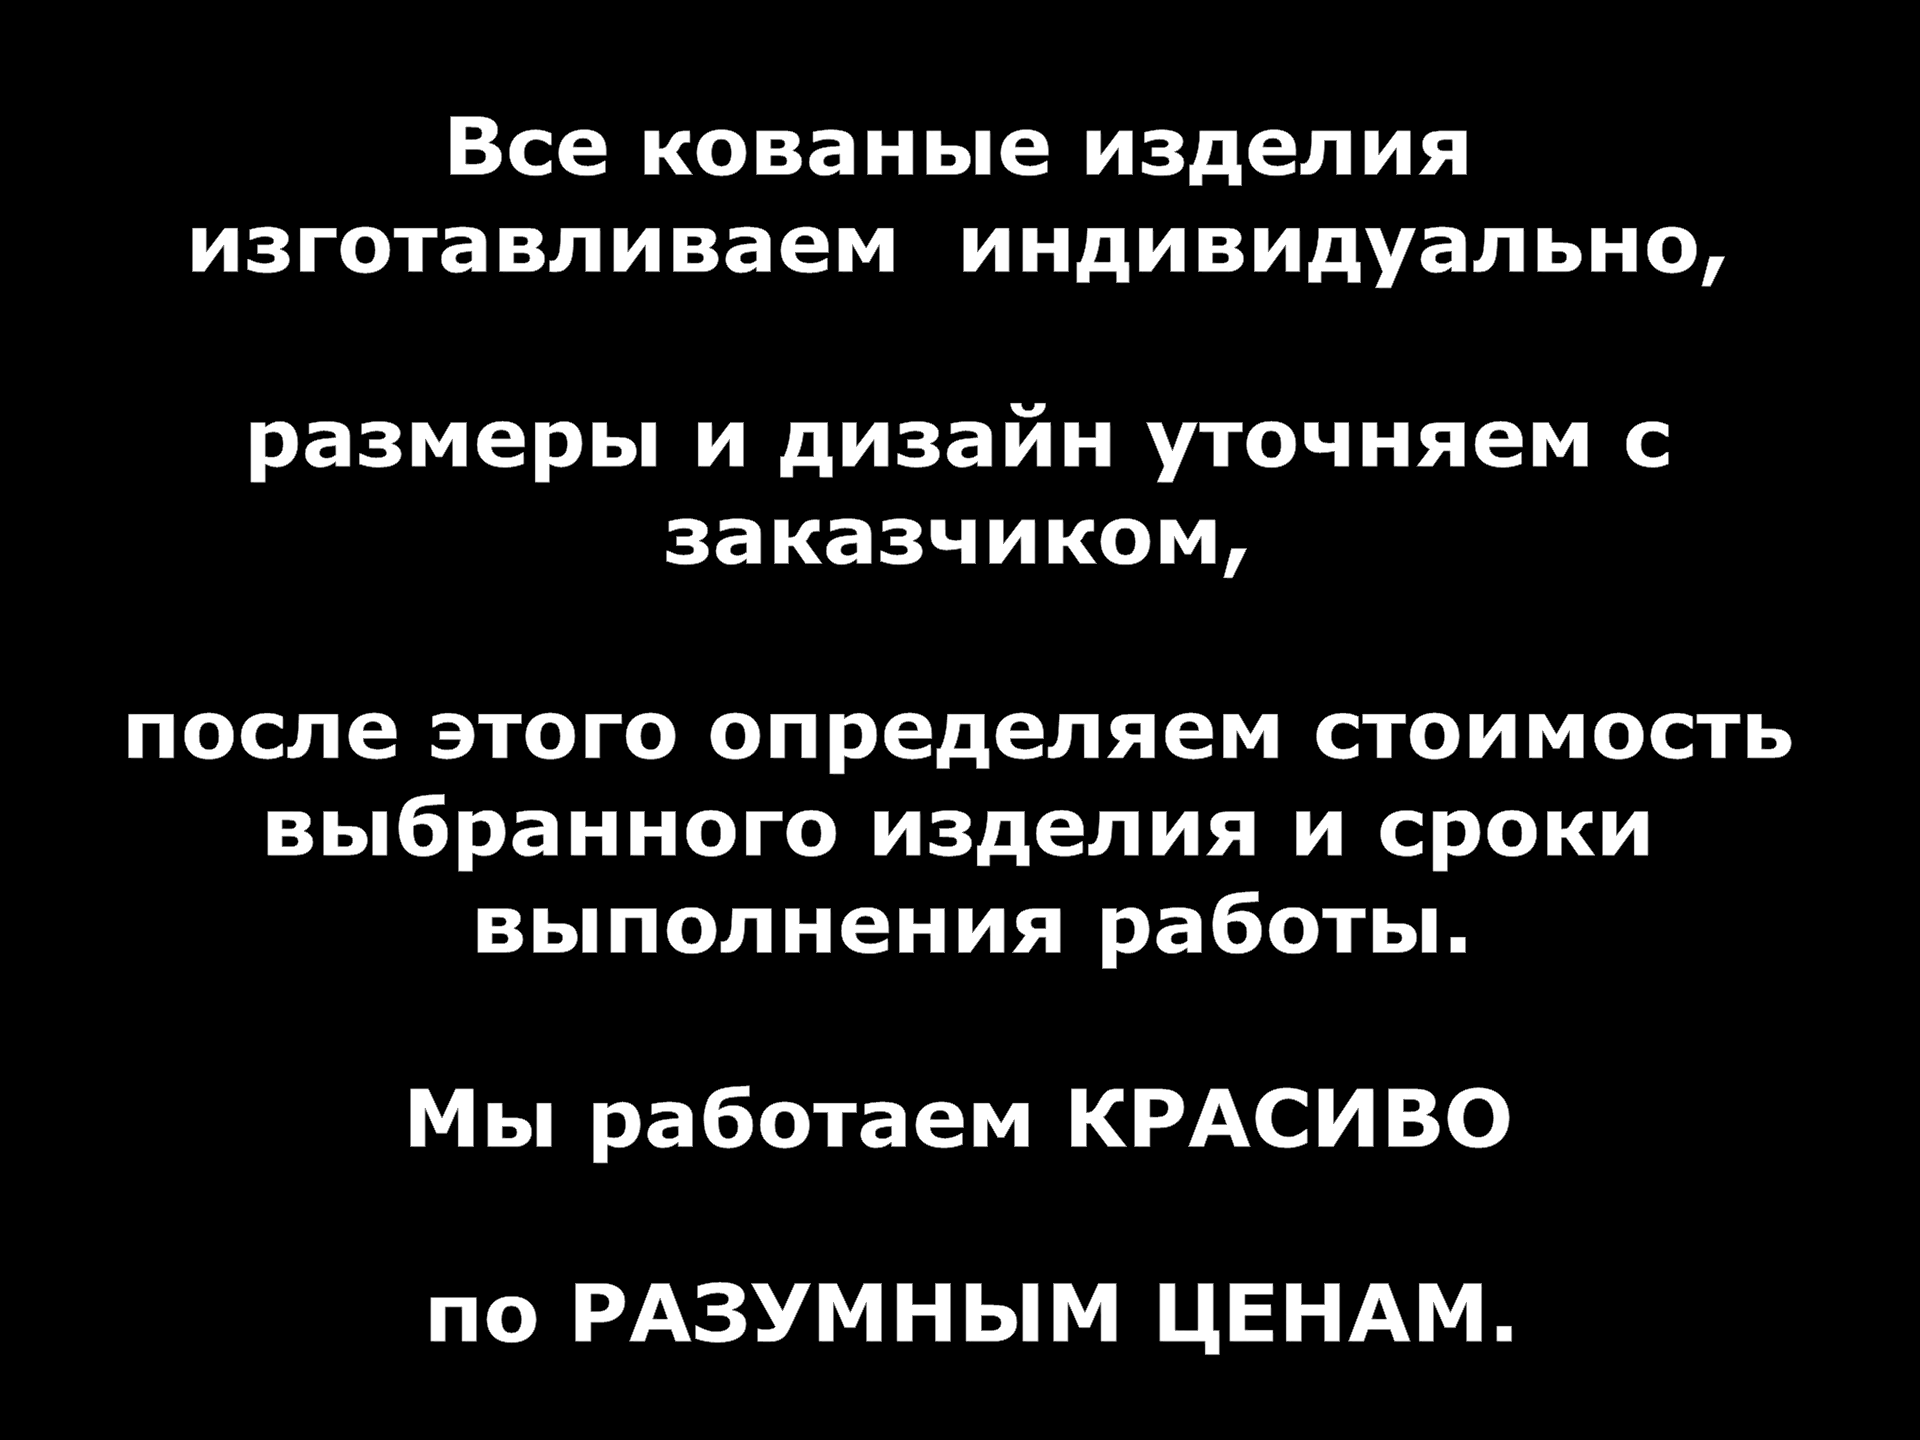 Все кованые изделия
изготавливаем  индивидуально,
размеры и дизайн уточняем с
заказчиком,
после этого определяем стоимость
выбранного изделия и сроки
выполнения работы.
Мы работаем КРАСИВО
по РАЗУМНЫМ ЦЕНАМ.